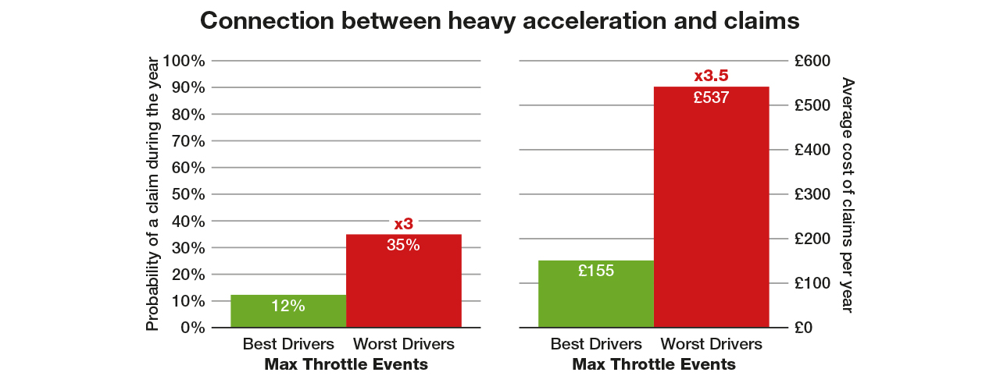 Connection between heavy acceleration and claims
Probability of a claim during the year
100%
90%
80%
70%
60%
50%
40%
30%
20%
10%
0%
x3
35%
12%
Best Drivers
Worst Drivers
Max Throttle Events
x3.5
£537
£155
Best Drivers
Worst Drivers
Max Throttle Events
£600
£500
£400
£300
£200
£100
£0
Average cost of claims per year